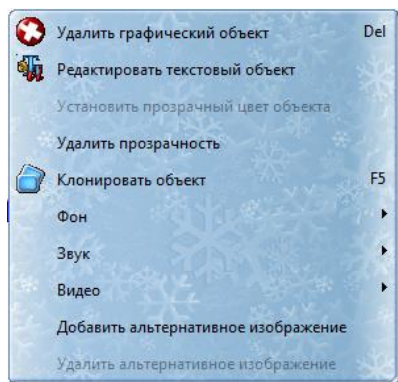 Удалить графический объект Del
Редактировать текстовый объект
Установить прозрачный цвет объекта
Удалить прозрачность
Клонировать объект F5
Фон
Звук
Видео
Добавить альтернативное изображение
Удалить альтернативное изображение